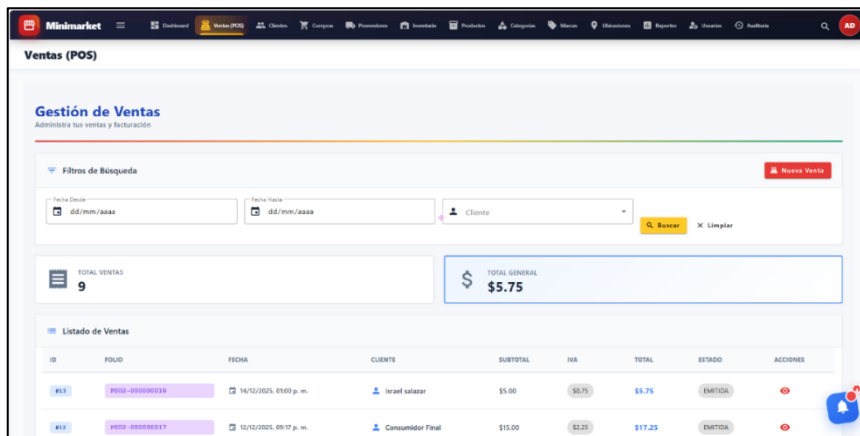 Minimarket Dashboard Ventas (POS) Clientes Compras Proveedores Inventario Productos Categorías Marcas Ubicaciones Reportes Usuarios Auditoría AD
Ventas (POS)
Gestión de Ventas
Administra tus ventas y facturación
Filtros de Búsqueda Nueva Venta
Fecha Desde Fecha Hasta
dd/mm/aaaa dd/mm/aaaa Cliente
Buscar Limpiar
TOTAL VENTAS TOTAL GENERAL
9 $5.75
Listado de Ventas
ID FOLIO FECHA CLIENTE SUBTOTAL IVA TOTAL ESTADO ACCIONES
#13 14/12/2025, 01:00 p. m. israel salazar $5.00 $0.75 $5.75 EMITIDA
#12 12/12/2025, 09:17 p. m. Consumidor Final $15.00 $2.25 $17.25 EMITIDA